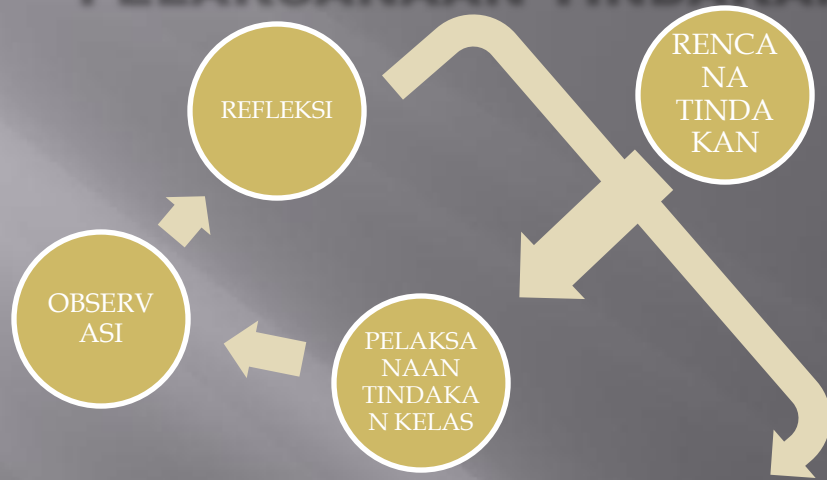 REFLEKSI
RENCA
NA
TINDA
KAN
OBSERV
ASI
PELAKSA
NAAN
TINDAKA
N KELAS